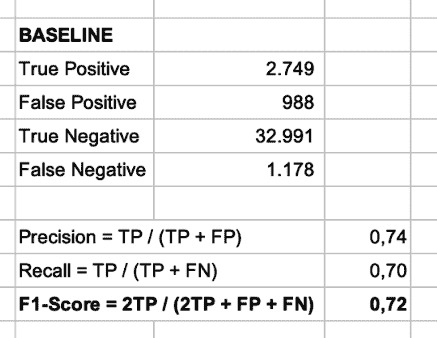 BASELINE
True Positive 2.749
False Positive 988
True Negative 32.991
False Negative 1.178
Precision = TP / (TP + FP) 0,74
Recall = TP / (TP + FN) 0,70
F1-Score = 2TP / (2TP + FP + FN) 0,72